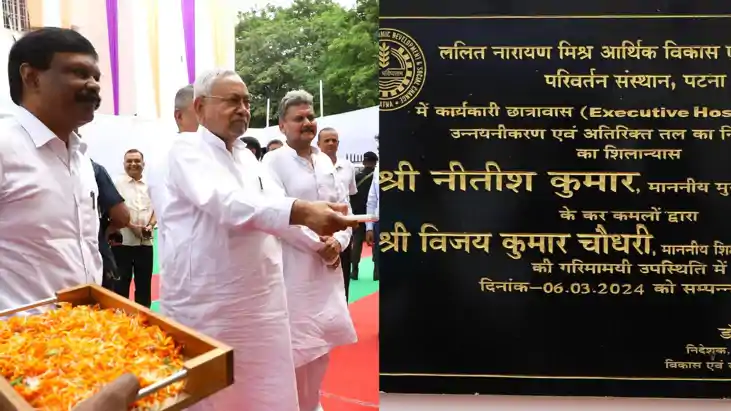 ललित नारायण मिश्र आर्थिक विकास
परिवर्तन संस्थान, पटना
में कार्यकारी छात्रावास (Executive
उन्नयनीकरण एवं अतिरिक्त तल का
का शिलान्यास
श्री नीतीश कुमार, माननीय
के कर कमलों द्वारा
श्री विजय कुमार चौधरी, माननीय
की गरिमामयी उपस्थिति में
दिनांक–06.03.2024 को सम्पन्न
निदेशक,
विकास एवं